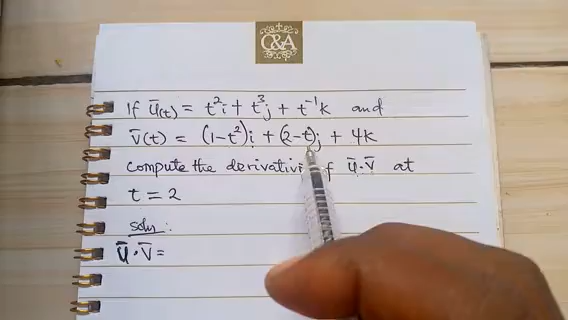 C&A
If ū(t) = t²i + t³j + t⁻¹k and
v̄(t) = (1-t²)i + (2-t)j + 4k
Compute the derivative of ū·v̄ at
t = 2
soln:
ū·v̄ =